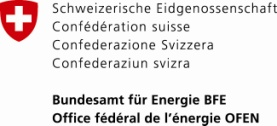 Schweizerische Eidgenossenschaft
Confédération suisse
Confederazione Svizzera
Confederaziun svizra
Bundesamt für Energie BFE
Office fédéral de l'énergie OFEN